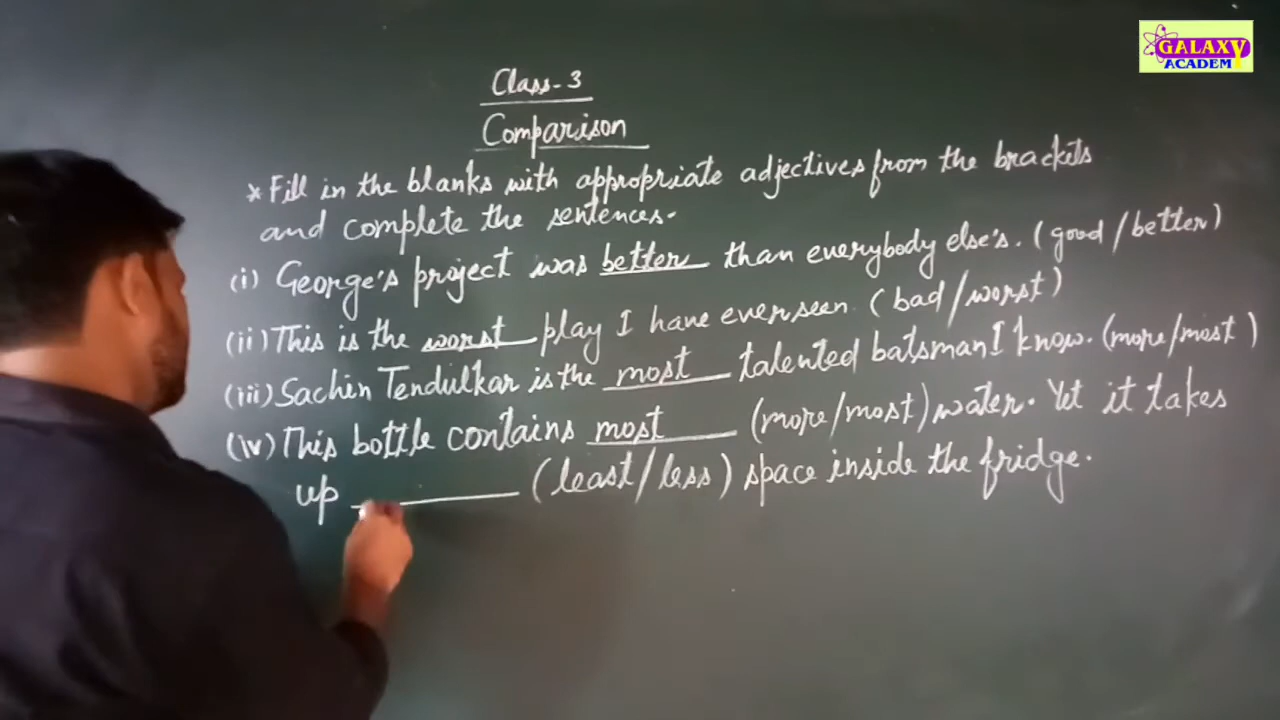 GALAXY
ACADEMY
Class-3
Comparison
* Fill in the blanks with appropriate adjectives from the brackets
and complete the sentences.
(i) George's project was better than everybody else's. (good/better)
(ii) This is the worst play I have ever seen. (bad/worst)
(iii) Sachin Tendulkar is the most talented batsman I know. (more/most)
(iv) This bottle contains most (more/most) water. Yet it takes
up ______ (least/less) space inside the fridge.